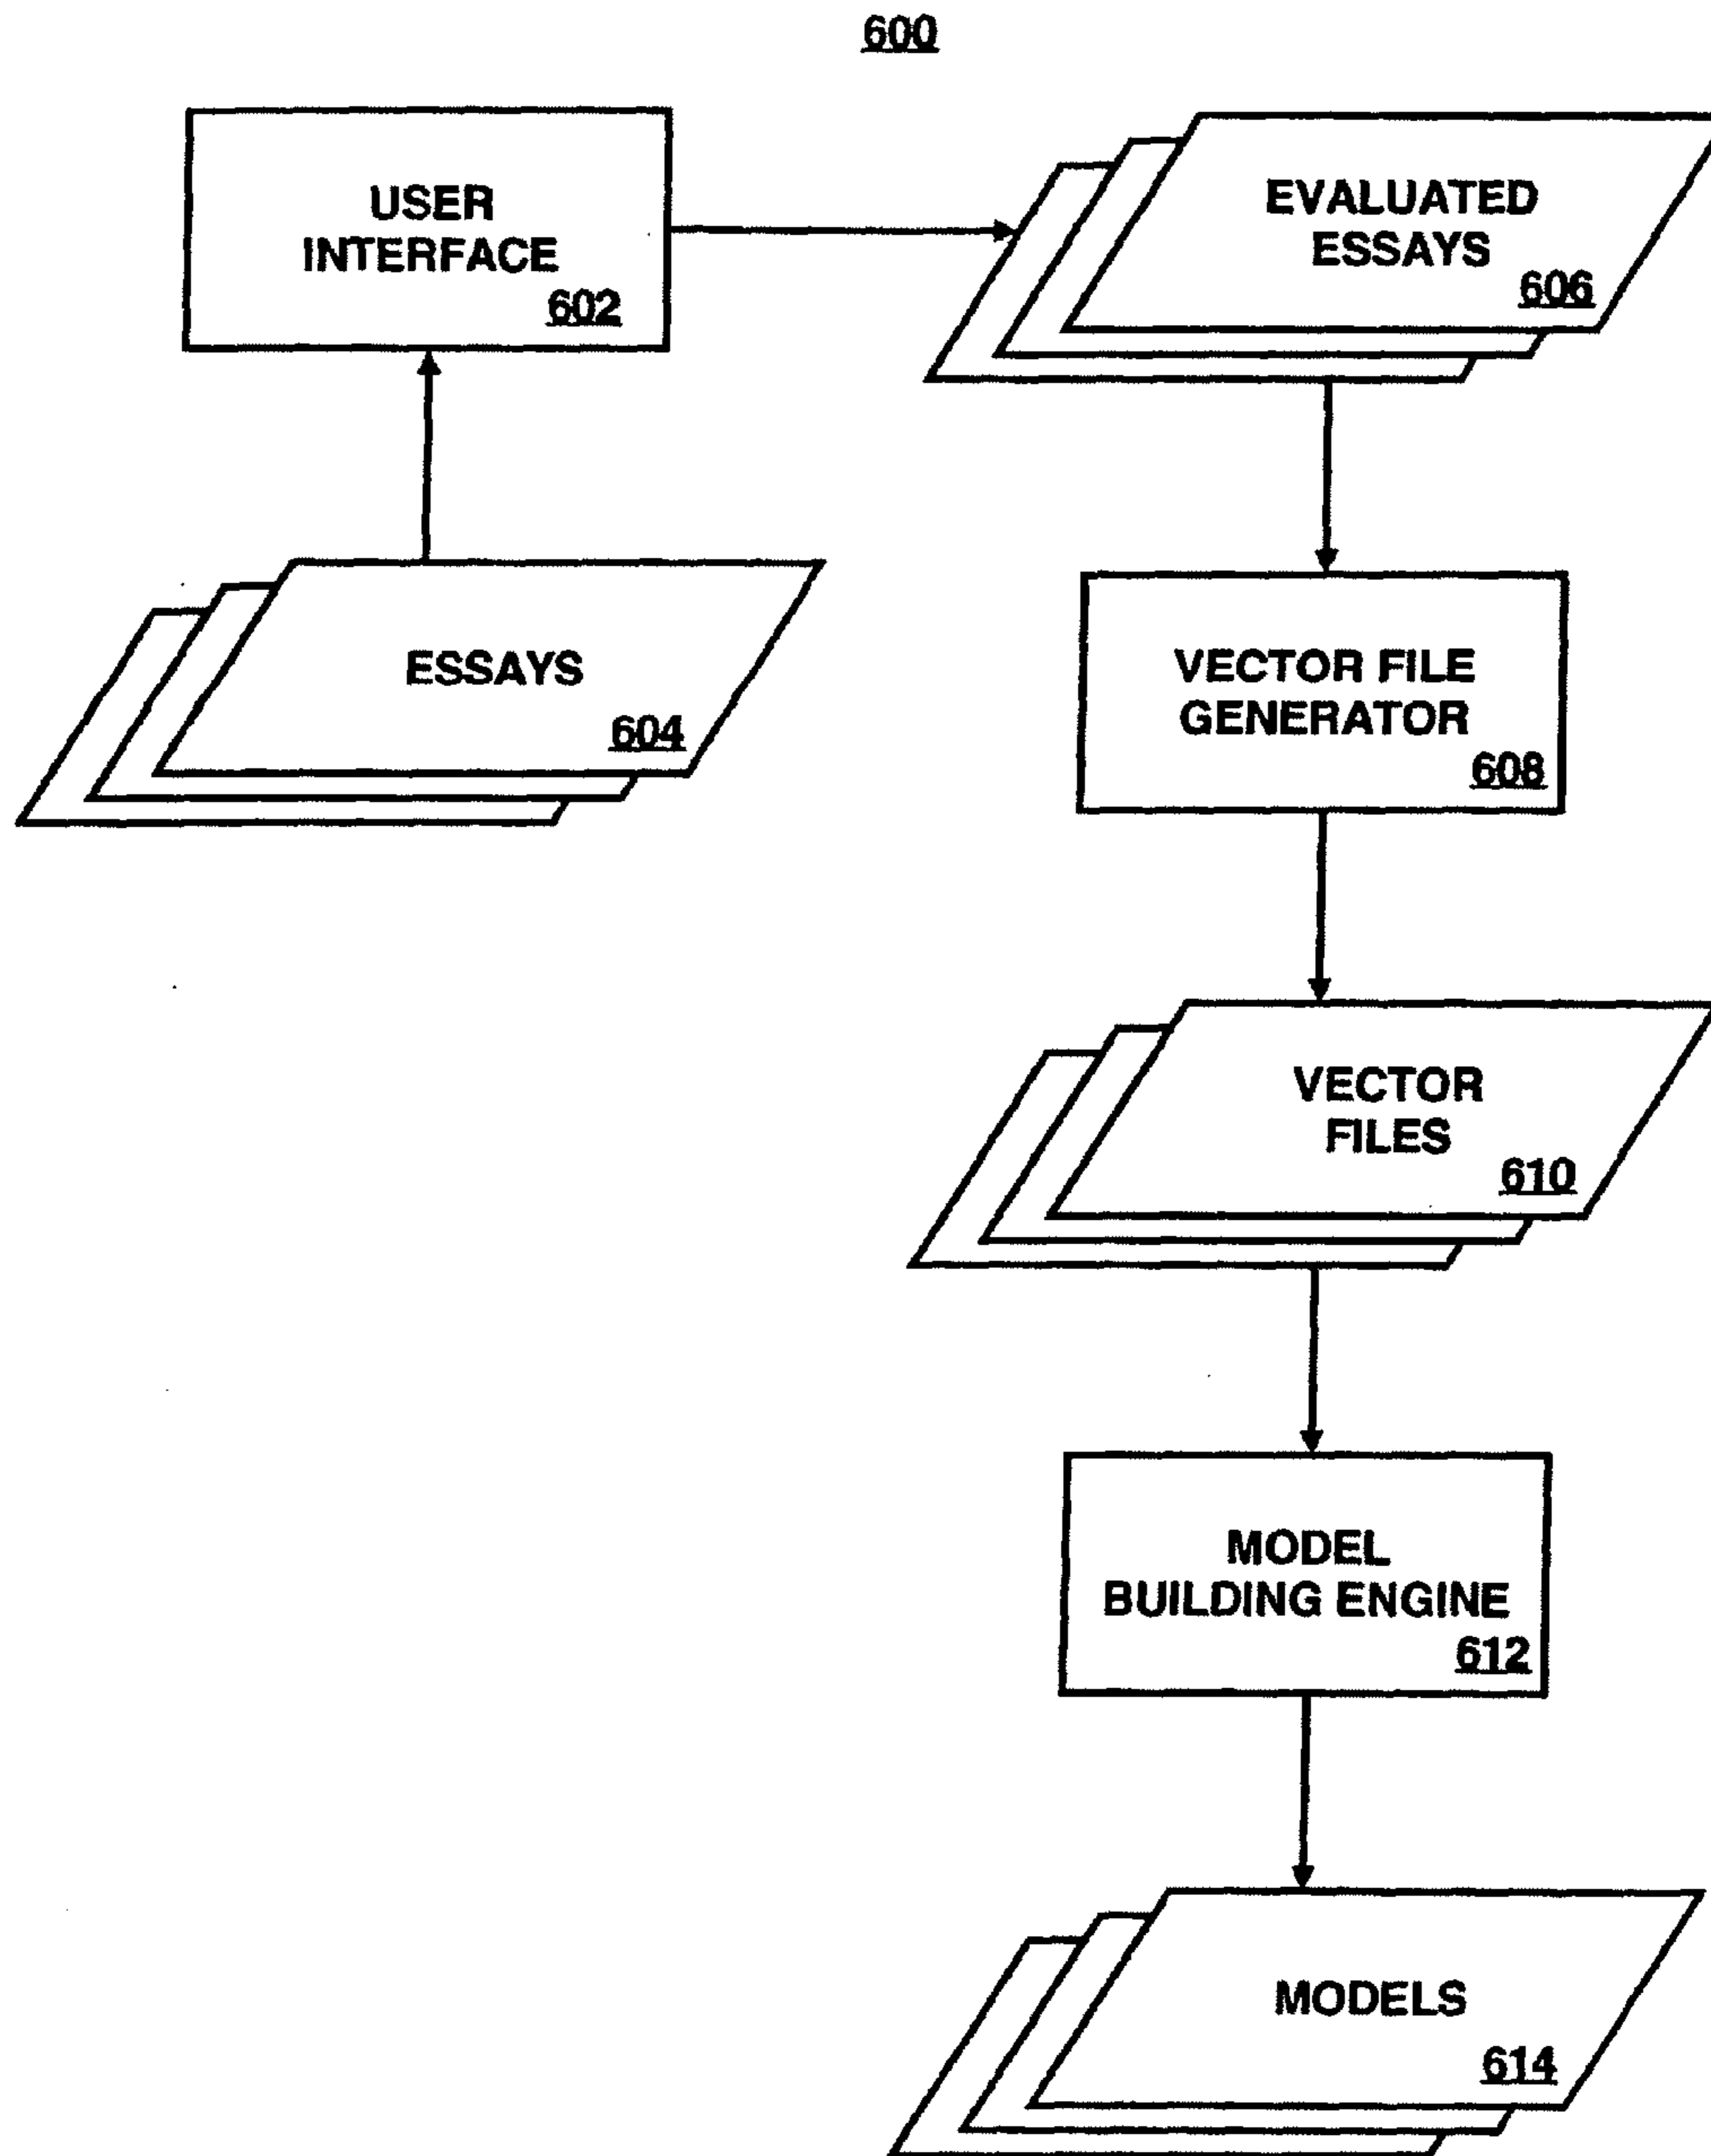 600
USER
INTERFACE
602
EVALUATED
ESSAYS
606
ESSAYS
604
VECTOR FILE
GENERATOR
608
VECTOR
FILES
610
MODEL
BUILDING ENGINE
612
MODELS
614